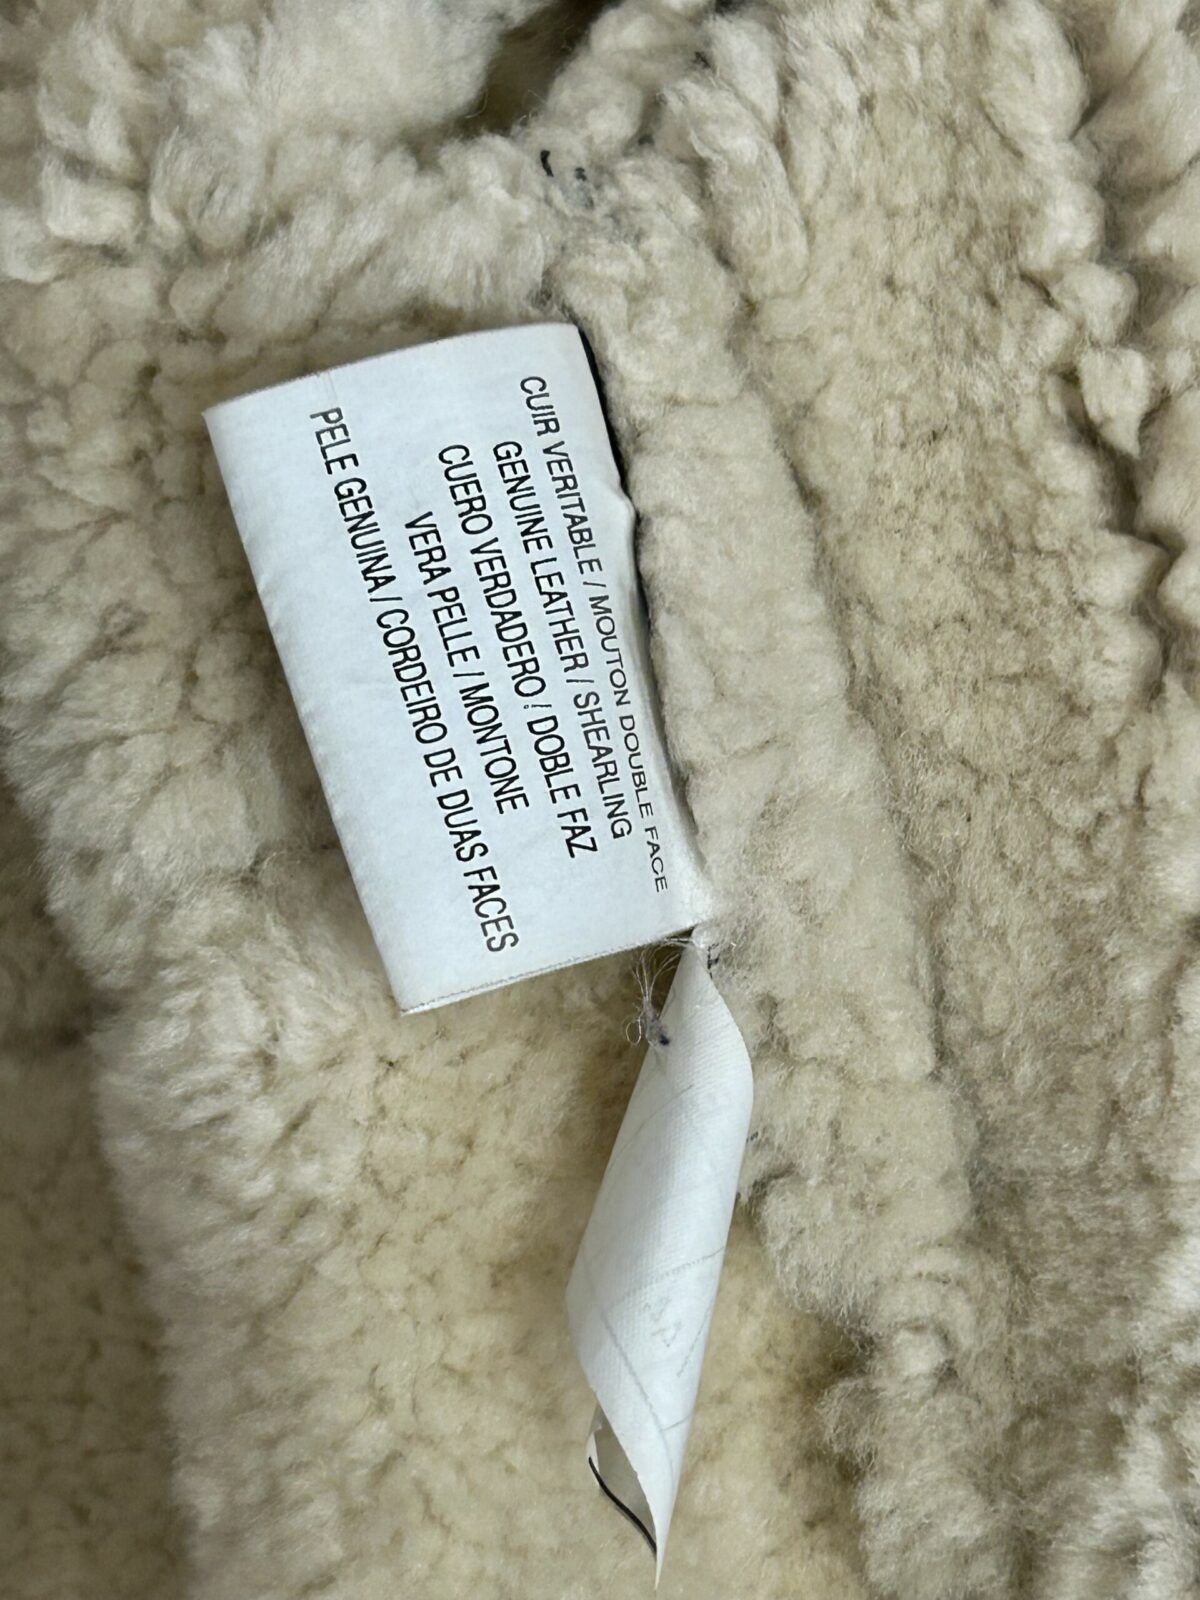 CUIR VERITABLE / MOUTON DOUBLE FACE
GENUINE LEATHER / SHEARLING
CUERO VERDADERO / DOBLE FAZ
VERA PELLE / MONTONE
PELE GENUINA / CORDEIRO DE DUAS FACES